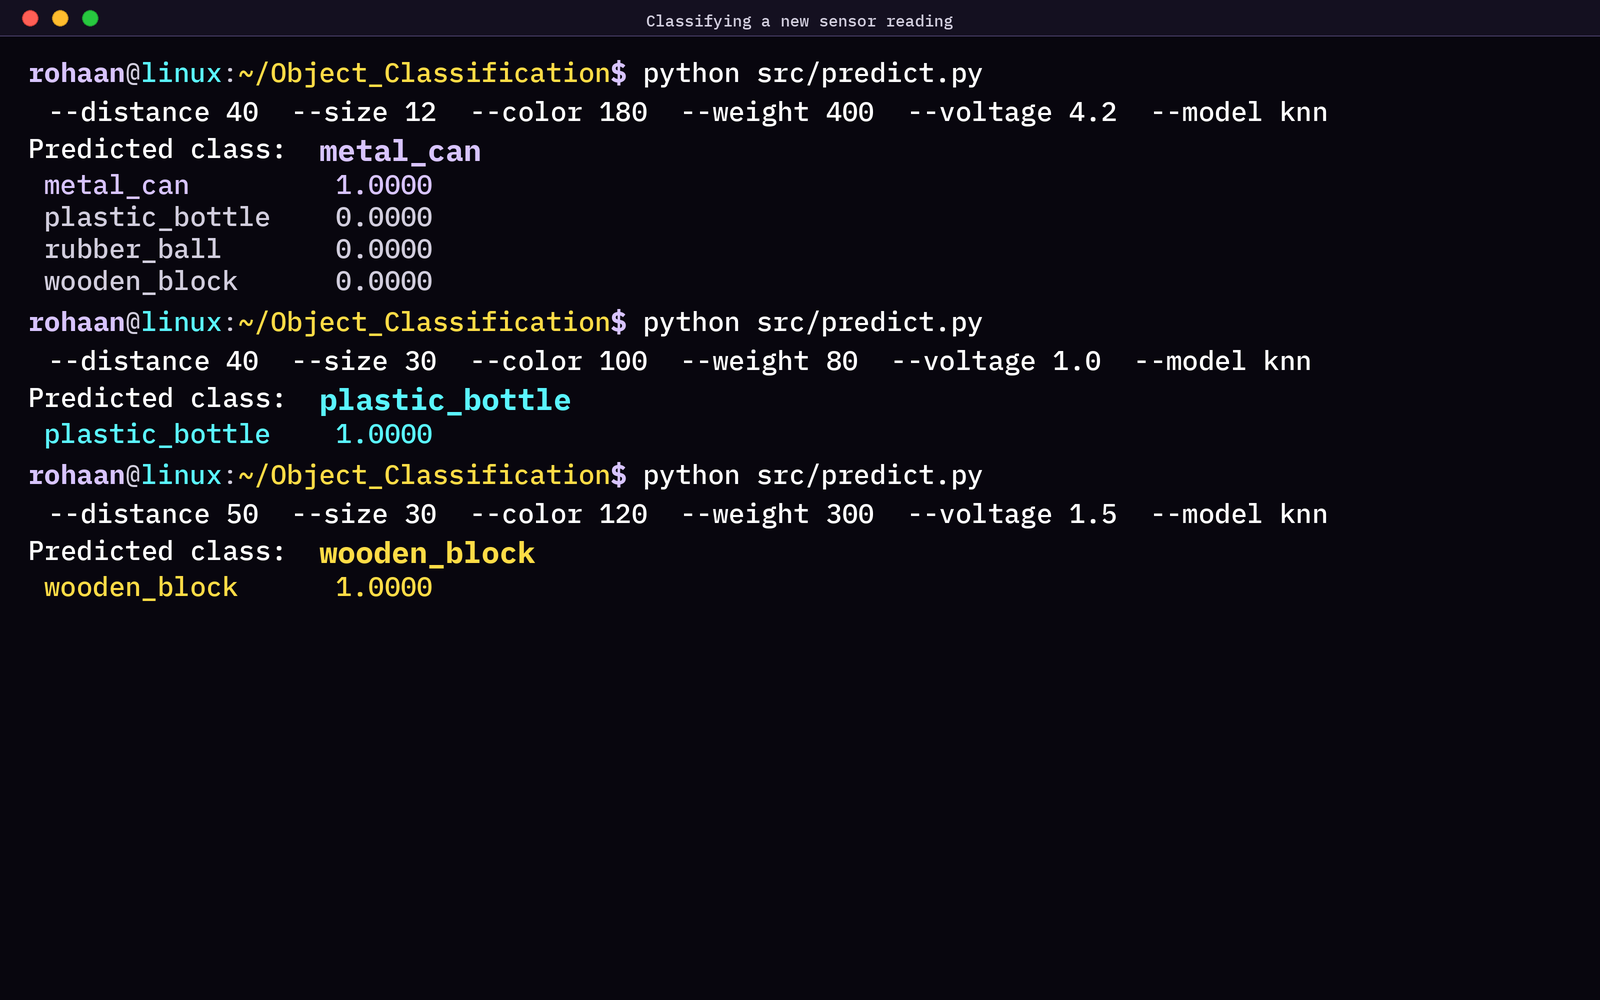 Classifying a new sensor reading
rohaan@linux:~/Object_Classification$ python src/predict.py
--distance 40 --size 12 --color 180 --weight 400 --voltage 4.2 --model knn
Predicted class: metal_can
metal_can 1.0000
plastic_bottle 0.0000
rubber_ball 0.0000
wooden_block 0.0000
rohaan@linux:~/Object_Classification$ python src/predict.py
--distance 40 --size 30 --color 100 --weight 80 --voltage 1.0 --model knn
Predicted class: plastic_bottle
plastic_bottle 1.0000
rohaan@linux:~/Object_Classification$ python src/predict.py
--distance 50 --size 30 --color 120 --weight 300 --voltage 1.5 --model knn
Predicted class: wooden_block
wooden_block 1.0000